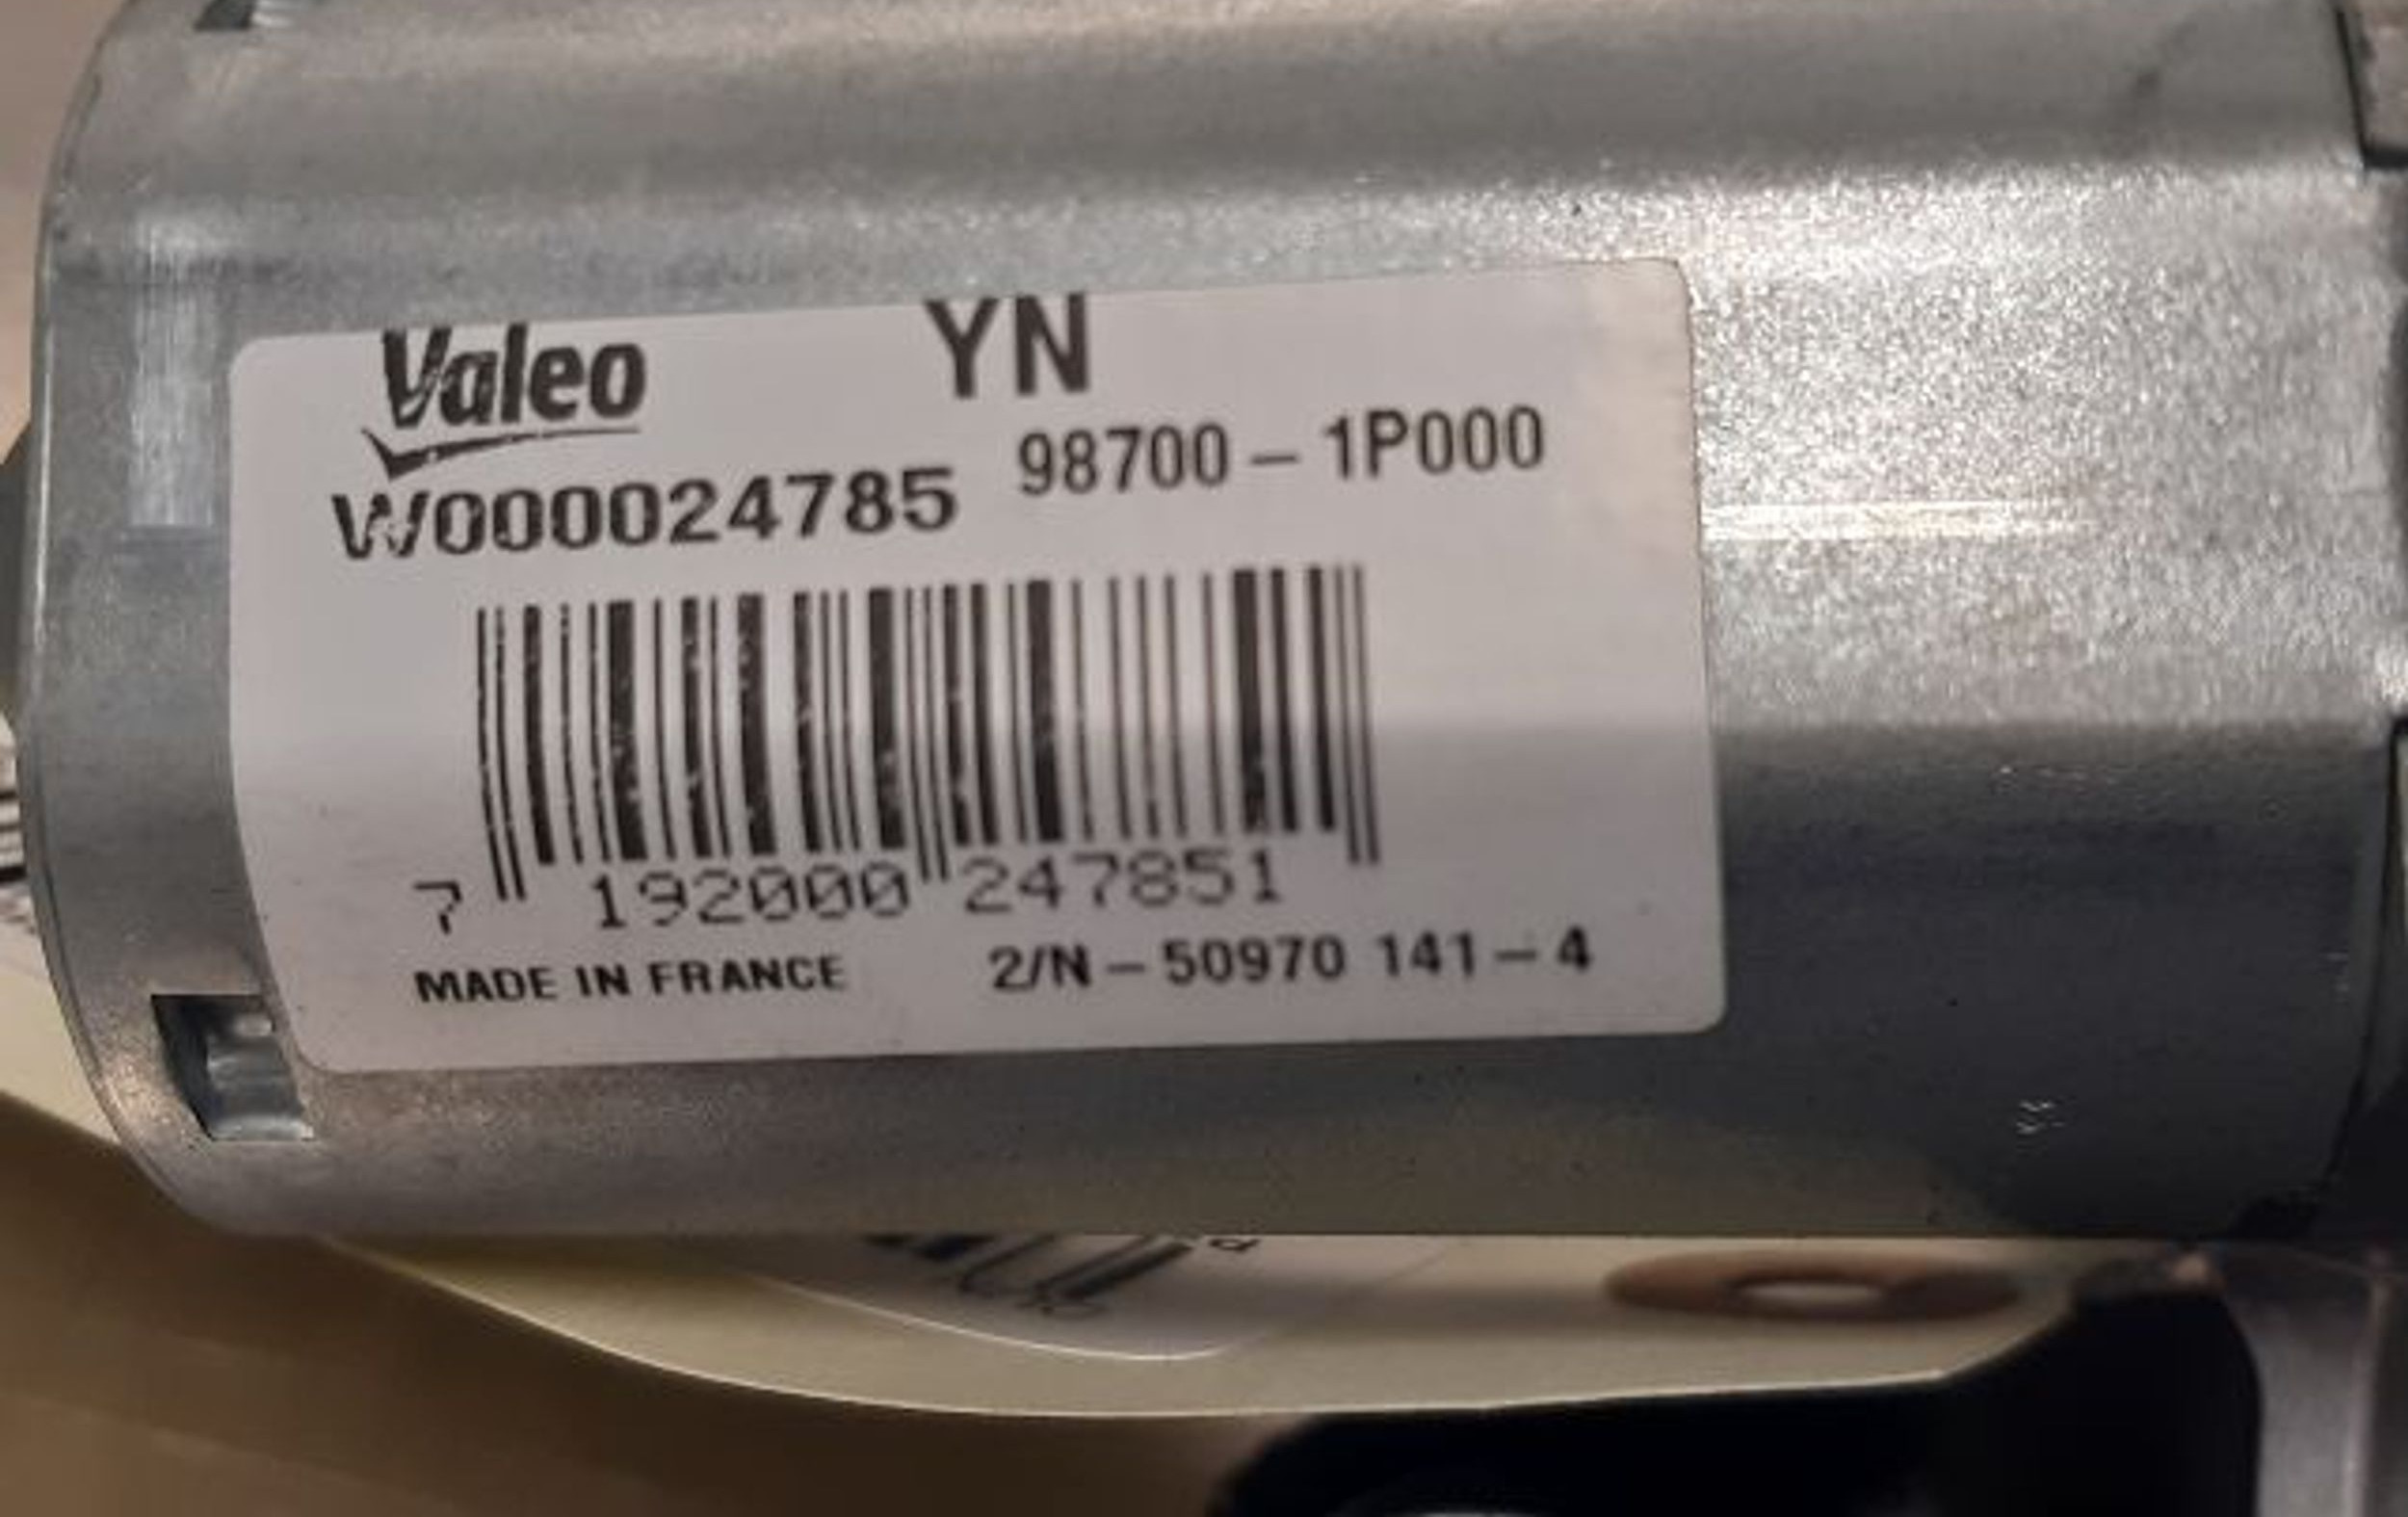 Valeo YN
98700-1P000
W000024785
7 192000 247851
MADE IN FRANCE 2/N-50970 141-4